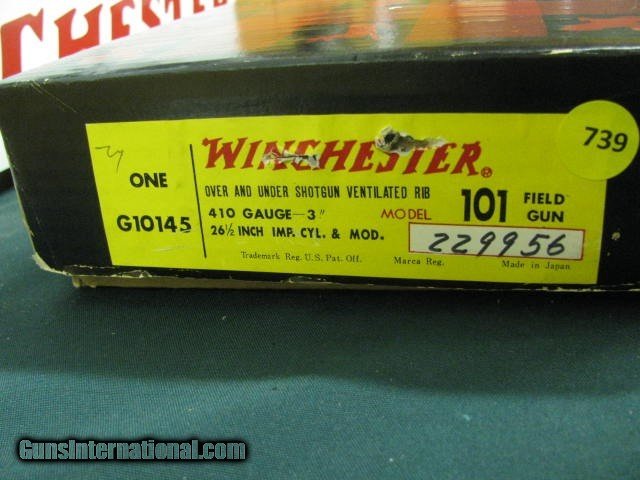 CHESTER
739
WINCHESTER®
ONE
G10145
OVER AND UNDER SHOTGUN VENTILATED RIB
410 GAUGE—3"
26½ INCH IMP. CYL. & MOD.
MODEL 101 FIELD GUN
229956
Trademark Reg. U.S. Pat. Off. Marca Reg. Made in Japan
GunsInternational.com